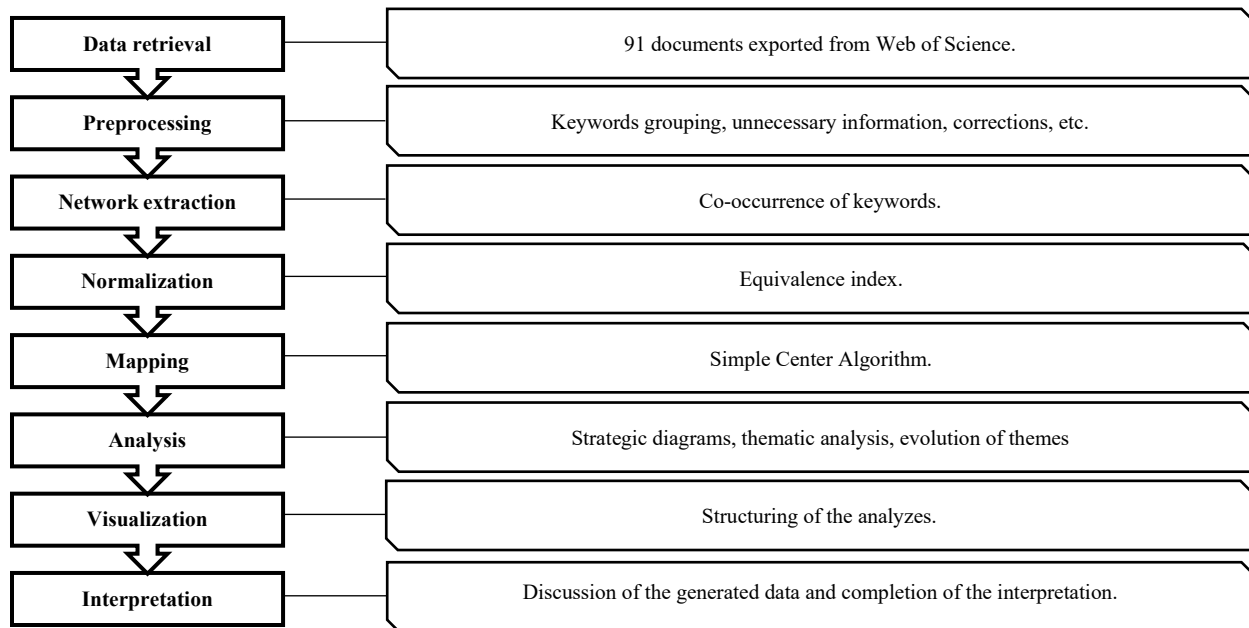 Data retrieval
91 documents exported from Web of Science.
Preprocessing
Keywords grouping, unnecessary information, corrections, etc.
Network extraction
Co-occurrence of keywords.
Normalization
Equivalence index.
Mapping
Simple Center Algorithm.
Analysis
Strategic diagrams, thematic analysis, evolution of themes
Visualization
Structuring of the analyzes.
Interpretation
Discussion of the generated data and completion of the interpretation.